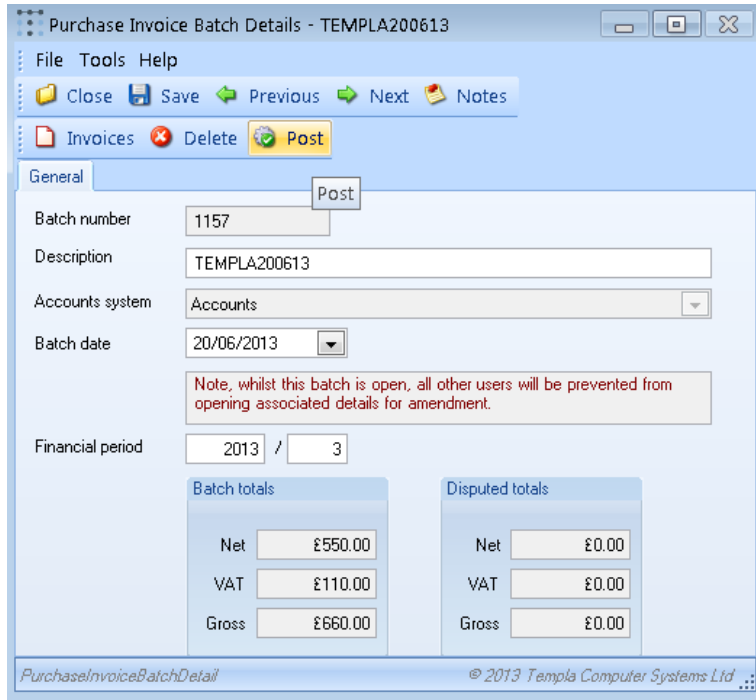 Purchase Invoice Batch Details - TEMPLA200613
File Tools Help
Close Save Previous Next Notes
Invoices Delete Post
General
Post
Batch number 1157
Description TEMPLA200613
Accounts system Accounts
Batch date 20/06/2013
Note, whilst this batch is open, all other users will be prevented from
opening associated details for amendment.
Financial period 2013 / 3
Batch totals Disputed totals
Net £550.00 Net £0.00
VAT £110.00 VAT £0.00
Gross £660.00 Gross £0.00
PurchaseInvoiceBatchDetail © 2013 Templa Computer Systems Ltd